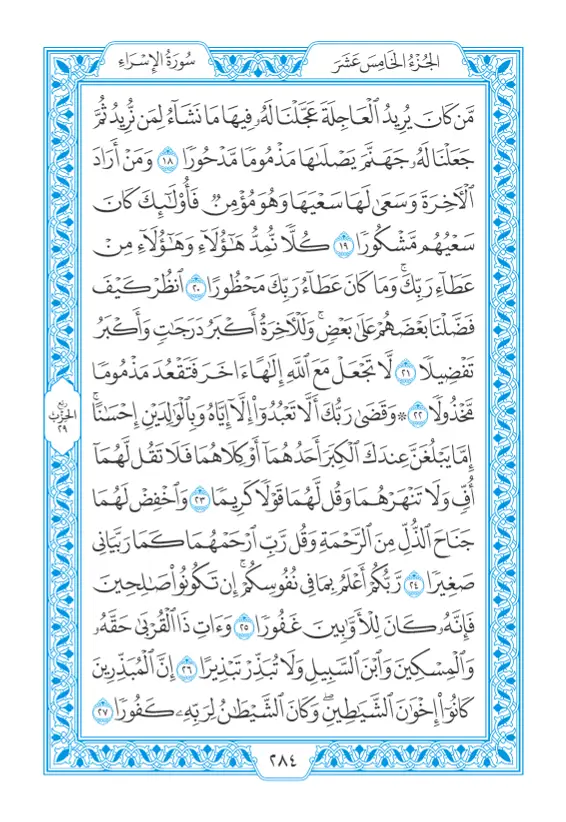 الجُزْءُ الخَامِسَ عَشَرَ
سُورَةُ الإِسْرَاءِ
مَّن كَانَ يُرِيدُ ٱلْعَاجِلَةَ عَجَّلْنَا لَهُۥ فِيهَا مَا نَشَآءُ لِمَن نُّرِيدُ ثُمَّ
جَعَلْنَا لَهُۥ جَهَنَّمَ يَصْلَىٰهَا مَذْمُومًا مَّدْحُورًا ١٨ وَمَنْ أَرَادَ
ٱلْـَٔاخِرَةَ وَسَعَىٰ لَهَا سَعْيَهَا وَهُوَ مُؤْمِنٌ فَأُو۟لَـٰٓئِكَ كَانَ
سَعْيُهُم مَّشْكُورًا ١٩ كُلًّا نُّمِدُّ هَـٰٓؤُلَآءِ وَهَـٰٓؤُلَآءِ مِنْ
عَطَآءِ رَبِّكَ ۚ وَمَا كَانَ عَطَآءُ رَبِّكَ مَحْظُورًا ٢٠ ٱنظُرْ كَيْفَ
فَضَّلْنَا بَعْضَهُمْ عَلَىٰ بَعْضٍ ۚ وَلَلْـَٔاخِرَةُ أَكْبَرُ دَرَجَـٰتٍ وَأَكْبَرُ
تَفْضِيلًا ٢١ لَّا تَجْعَلْ مَعَ ٱللَّهِ إِلَـٰهًا ءَاخَرَ فَتَقْعُدَ مَذْمُومًا
مَّخْذُولًا ٢٢ ۞ وَقَضَىٰ رَبُّكَ أَلَّا تَعْبُدُوٓا۟ إِلَّآ إِيَّاهُ وَبِٱلْوَٰلِدَيْنِ إِحْسَـٰنًا ۚ
إِمَّا يَبْلُغَنَّ عِندَكَ ٱلْكِبَرَ أَحَدُهُمَآ أَوْ كِلَاهُمَا فَلَا تَقُل لَّهُمَآ
أُفٍّ وَلَا تَنْهَرْهُمَا وَقُل لَّهُمَا قَوْلًا كَرِيمًا ٢٣ وَٱخْفِضْ لَهُمَا
جَنَاحَ ٱلذُّلِّ مِنَ ٱلرَّحْمَةِ وَقُل رَّبِّ ٱرْحَمْهُمَا كَمَا رَبَّيَانِى
صَغِيرًا ٢٤ رَّبُّكُمْ أَعْلَمُ بِمَا فِى نُفُوسِكُمْ ۚ إِن تَكُونُوا۟ صَـٰلِحِينَ
فَإِنَّهُۥ كَانَ لِلْأَوَّٰبِينَ غَفُورًا ٢٥ وَءَاتِ ذَا ٱلْقُرْبَىٰ حَقَّهُۥ
وَٱلْمِسْكِينَ وَٱبْنَ ٱلسَّبِيلِ وَلَا تُبَذِّرْ تَبْذِيرًا ٢٦ إِنَّ ٱلْمُبَذِّرِينَ
كَانُوٓا۟ إِخْوَٰنَ ٱلشَّيَـٰطِينِ ۖ وَكَانَ ٱلشَّيْطَـٰنُ لِرَبِّهِۦ كَفُورًا ٢٧
رُبع
الحِزْب
٢٩
٢٨٤